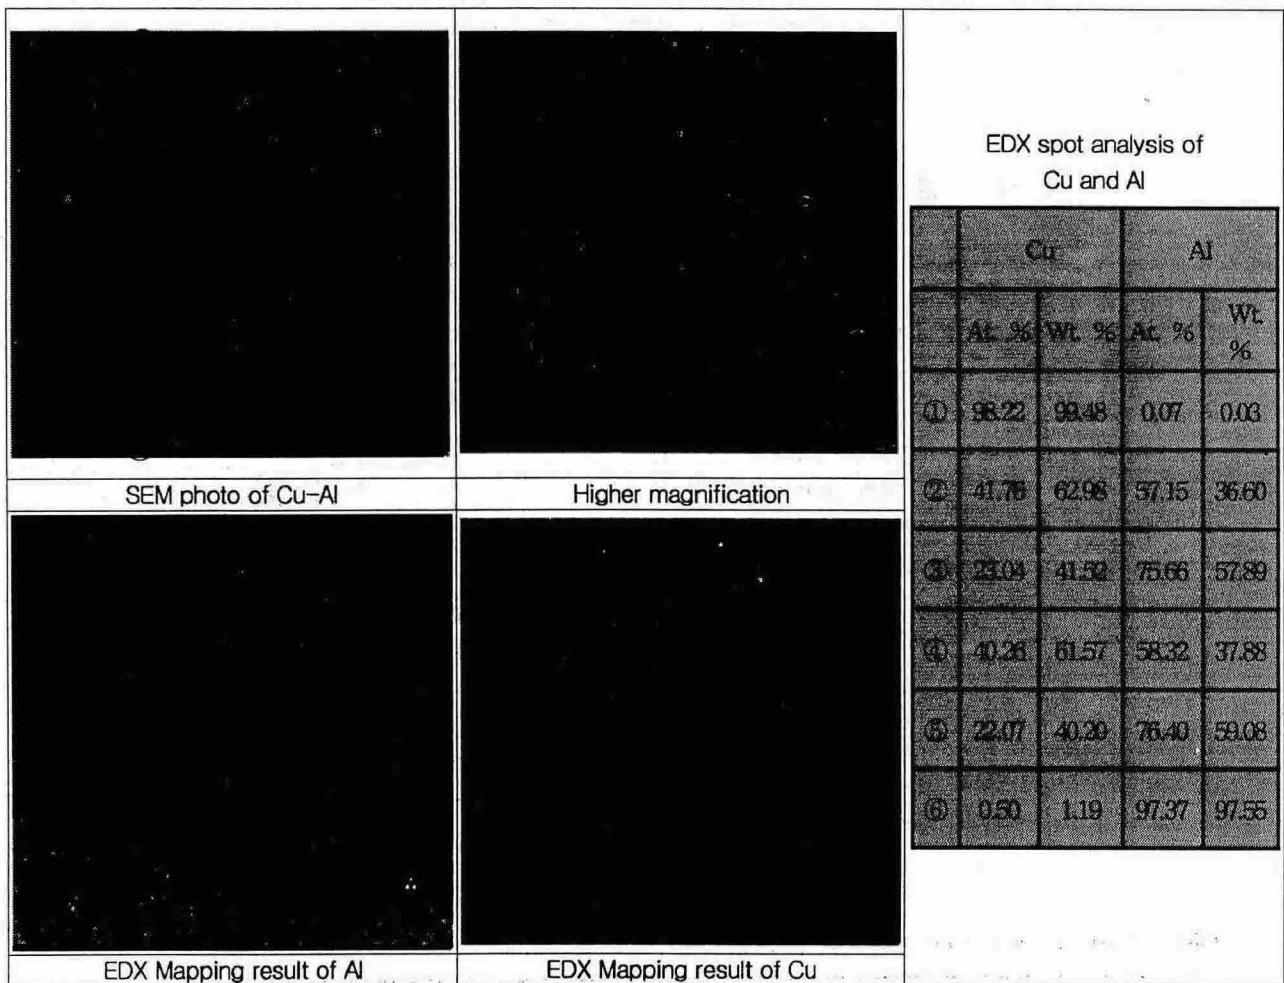 SEM photo of Cu-Al
Higher magnification
EDX Mapping result of Al
EDX Mapping result of Cu
EDX spot analysis of
Cu and Al
Cu Al
At. % Wt. % At. % Wt. %
① 98.22 99.48 0.07 0.03
② 41.76 62.98 57.15 36.60
③ 23.04 41.52 75.66 57.89
④ 40.26 61.57 58.32 37.88
⑤ 22.07 40.20 76.40 59.08
⑥ 0.50 1.19 97.37 97.55